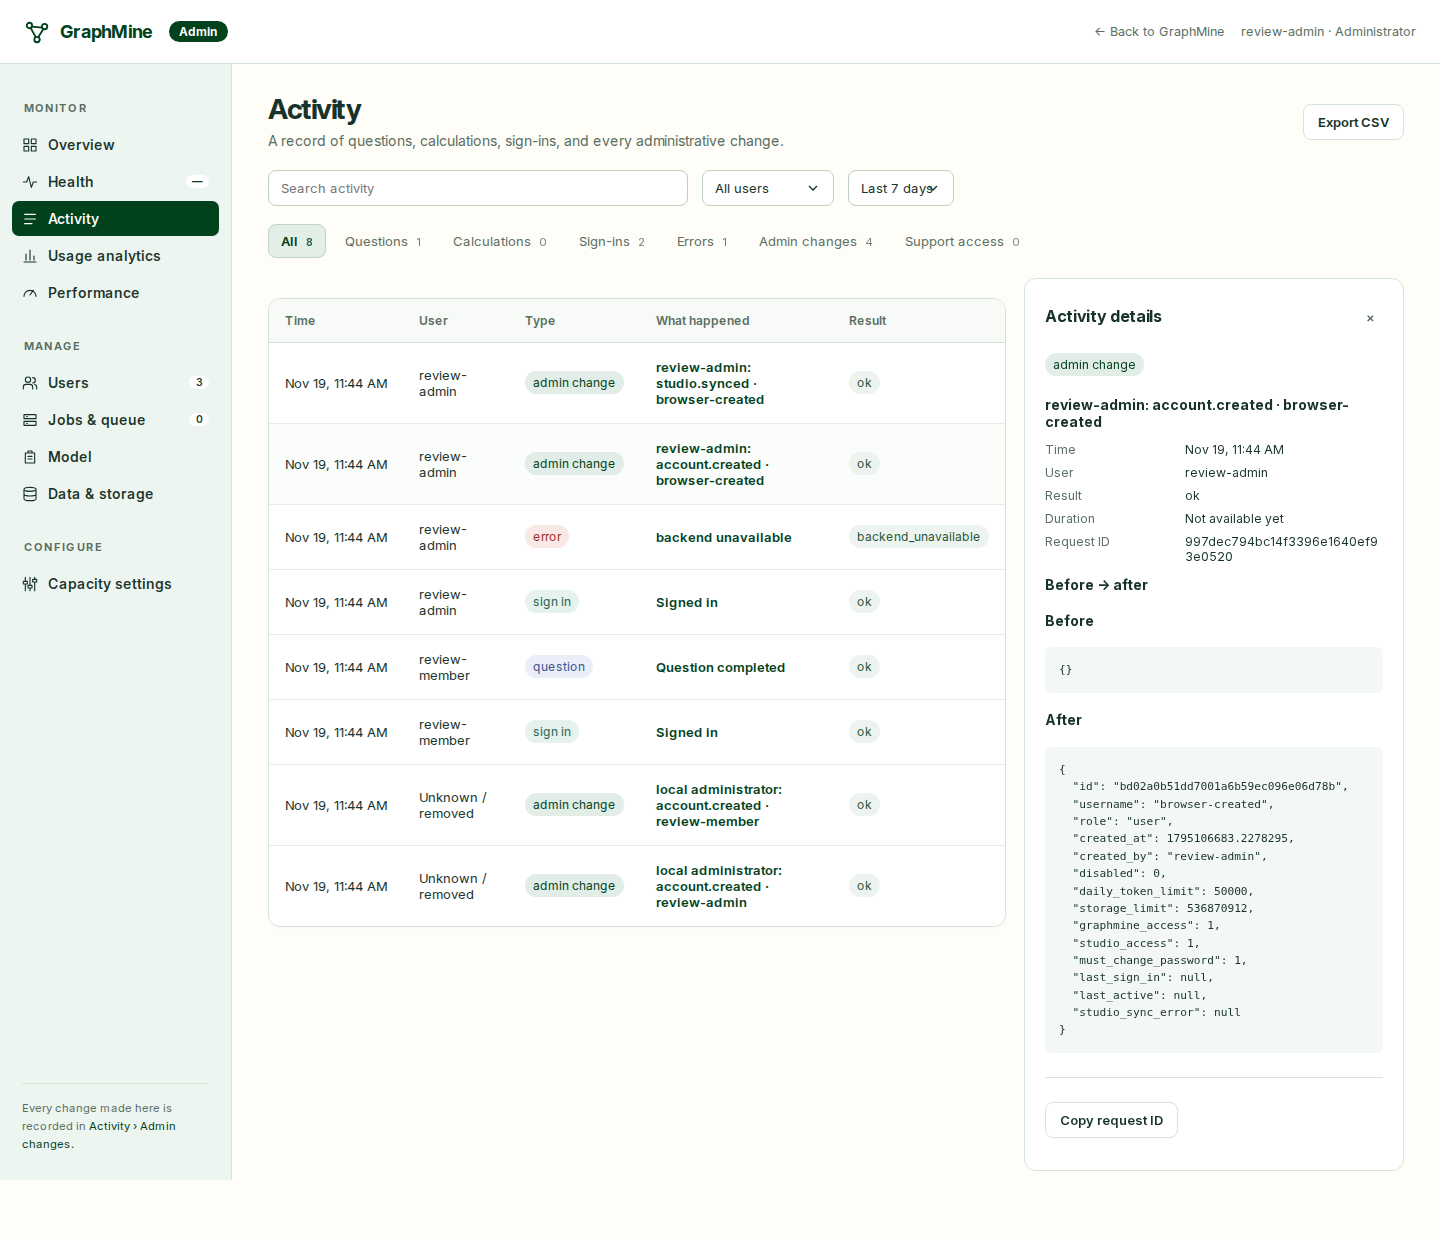 GraphMine Admin
← Back to GraphMine review-admin · Administrator
MONITOR
Overview
Health —
Activity
Usage analytics
Performance
MANAGE
Users 3
Jobs & queue 0
Model
Data & storage
CONFIGURE
Capacity settings
Every change made here is
recorded in Activity › Admin
changes.
Activity
A record of questions, calculations, sign-ins, and every administrative change.
Export CSV
Search activity
All users
Last 7 days
All 8
Questions 1
Calculations 0
Sign-ins 2
Errors 1
Admin changes 4
Support access 0
Time User Type What happened Result
Nov 19, 11:44 AM
review-
admin
admin change
review-admin:
studio.synced ·
browser-created
ok
Nov 19, 11:44 AM
review-
admin
admin change
review-admin:
account.created ·
browser-created
ok
Nov 19, 11:44 AM
review-
admin
error
backend unavailable
backend_unavailable
Nov 19, 11:44 AM
review-
admin
sign in
Signed in
ok
Nov 19, 11:44 AM
review-
member
question
Question completed
ok
Nov 19, 11:44 AM
review-
member
sign in
Signed in
ok
Nov 19, 11:44 AM
Unknown /
removed
admin change
local administrator:
account.created ·
review-member
ok
Nov 19, 11:44 AM
Unknown /
removed
admin change
local administrator:
account.created ·
review-admin
ok
Activity details ×
admin change
review-admin: account.created · browser-
created
Time Nov 19, 11:44 AM
User review-admin
Result ok
Duration Not available yet
Request ID 997dec794bc14f3396e1640ef9
3e0520
Before → after
Before
{}
After
{
"id": "bd02a0b51dd7001a6b59ec096e06d78b",
"username": "browser-created",
"role": "user",
"created_at": 1795106683.2278295,
"created_by": "review-admin",
"disabled": 0,
"daily_token_limit": 50000,
"storage_limit": 536870912,
"graphmine_access": 1,
"studio_access": 1,
"must_change_password": 1,
"last_sign_in": null,
"last_active": null,
"studio_sync_error": null
}
Copy request ID